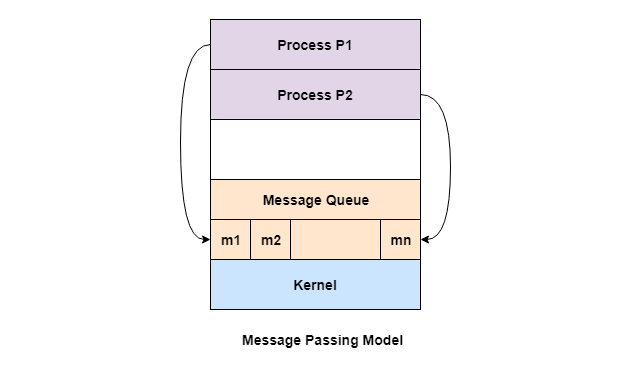 Process P1
Process P2
Message Queue
m1 m2 mn
Kernel
Message Passing Model